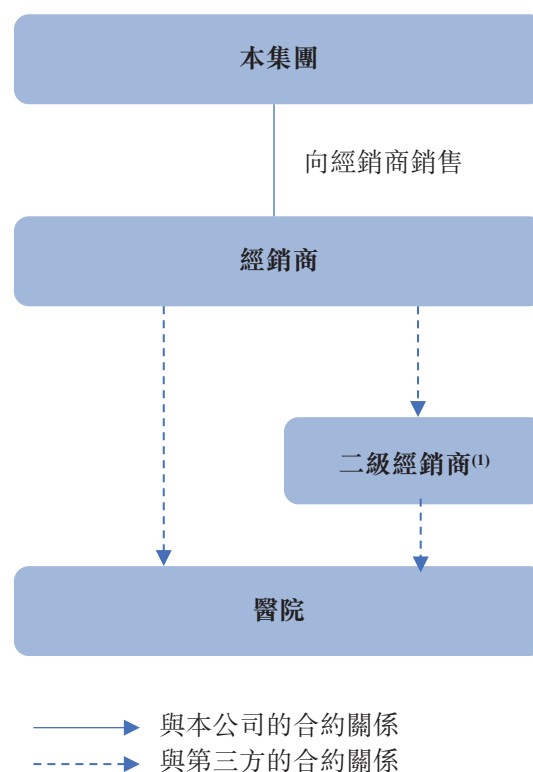 本集團
向經銷商銷售
經銷商
二級經銷商(1)
醫院
與本公司的合約關係
與第三方的合約關係